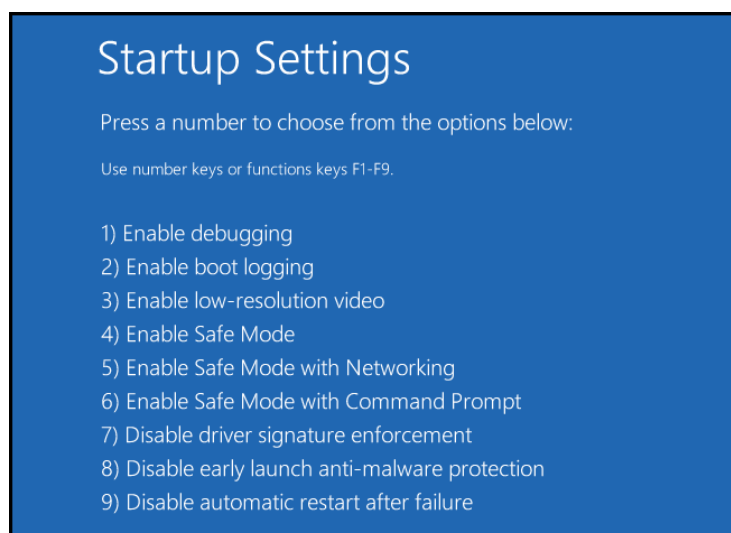 Startup Settings
Press a number to choose from the options below:
Use number keys or functions keys F1-F9.
1) Enable debugging
2) Enable boot logging
3) Enable low-resolution video
4) Enable Safe Mode
5) Enable Safe Mode with Networking
6) Enable Safe Mode with Command Prompt
7) Disable driver signature enforcement
8) Disable early launch anti-malware protection
9) Disable automatic restart after failure